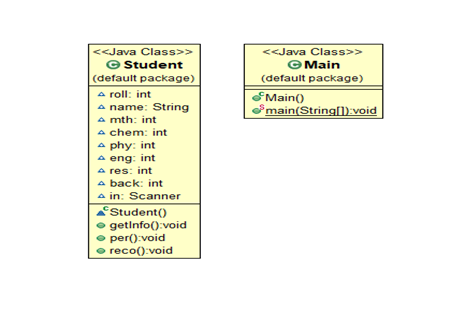 <<Java Class>>
Student
(default package)
roll: int
name: String
mth: int
chem: int
phy: int
eng: int
res: int
back: int
in: Scanner
Student()
getInfo():void
per():void
reco():void
<<Java Class>>
Main
(default package)
Main()
main(String[]):void